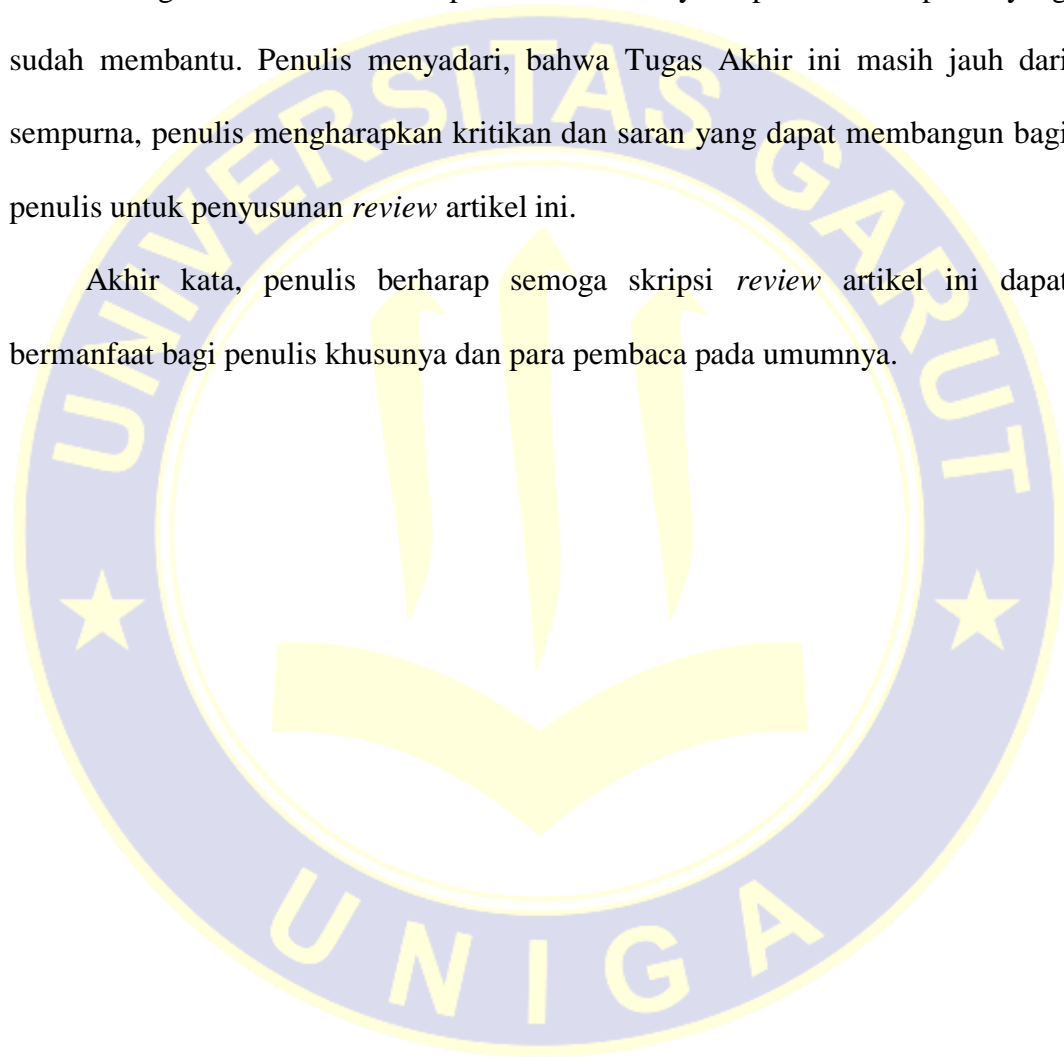 sudah membantu. Penulis menyadari, bahwa Tugas Akhir ini masih jauh dari
sempurna, penulis mengharapkan kritikan dan saran yang dapat membangun bagi
penulis untuk penyusunan review artikel ini.
Akhir kata, penulis berharap semoga skripsi review artikel ini dapat
bermanfaat bagi penulis khusunya dan para pembaca pada umumnya.
UNIVERSITAS GARUT
UNIGA